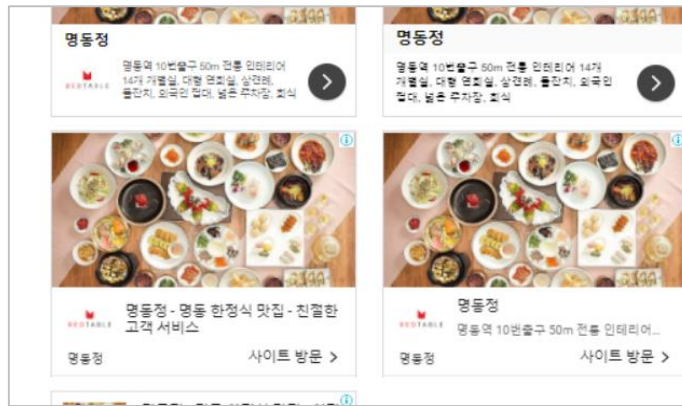 명동정
명동역 10번출구 50m 전통 인테리어
14개 개별실, 대형 연회실, 상견례,
돌잔치, 외국인 접대, 넓은 주차장, 회식
REDTABLE
명동정
명동역 10번출구 50m 전통 인테리어 14개
개별실, 대형 연회실, 상견례, 돌잔치, 외국인
접대, 넓은 주차장, 회식
명동정 - 명동 한정식 맛집 - 친절한
고객 서비스
REDTABLE
명동정
사이트 방문 >
명동정
명동역 10번출구 50m 전통 인테리어...
REDTABLE
명동정
사이트 방문 >